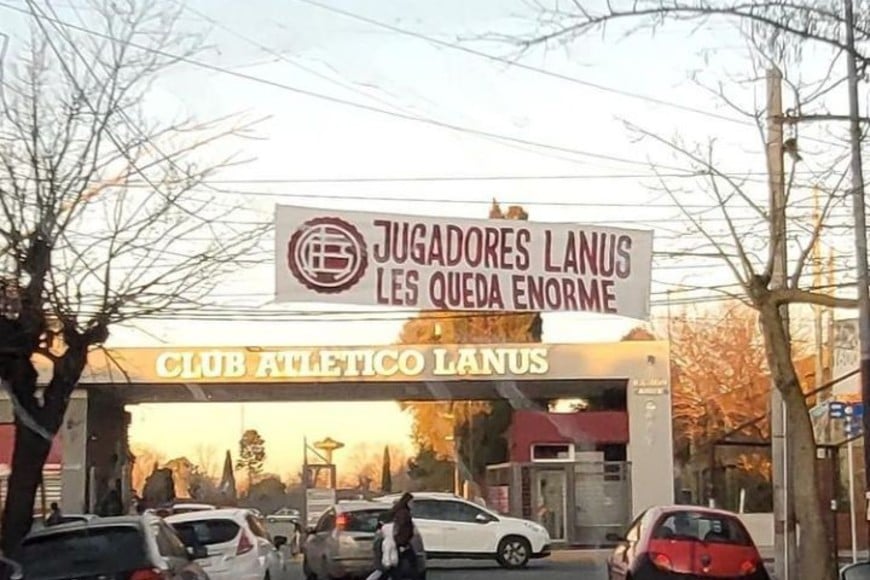 JUGADORES LANUS
LES QUEDA ENORME
CLUB ATLETICO LANUS